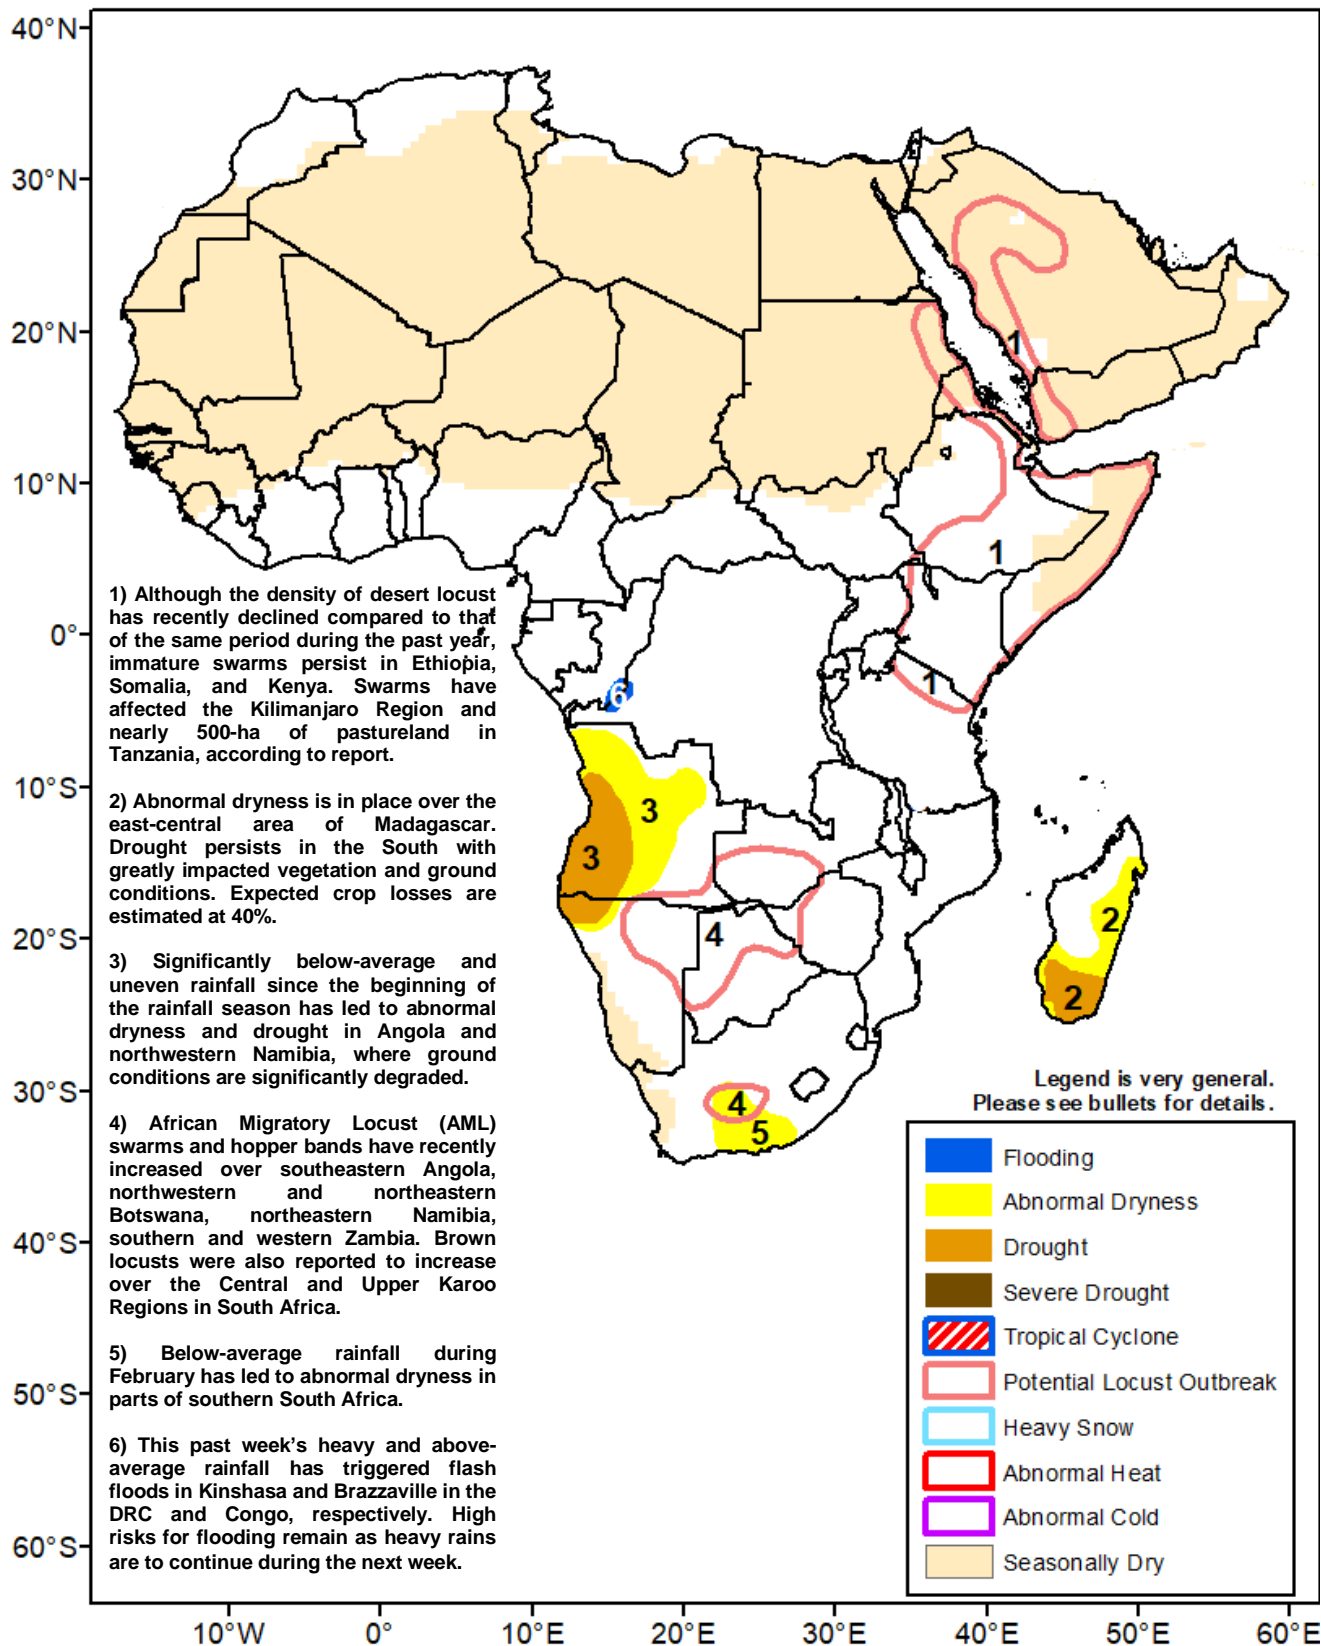 40°N
30°N
20°N
10°N
0°
10°S
20°S
30°S
40°S
50°S
60°S
1
1
1
6
3
3
4
2
2
4
5
1) Although the density of desert locust
has recently declined compared to that
of the same period during the past year,
immature swarms persist in Ethiopia,
Somalia, and Kenya. Swarms have
affected the Kilimanjaro Region and
nearly 500-ha of pastureland in
Tanzania, according to report.
2) Abnormal dryness is in place over the
east-central area of Madagascar.
Drought persists in the South with
greatly impacted vegetation and ground
conditions. Expected crop losses are
estimated at 40%.
3) Significantly below-average and
uneven rainfall since the beginning of
the rainfall season has led to abnormal
dryness and drought in Angola and
northwestern Namibia, where ground
conditions are significantly degraded.
4) African Migratory Locust (AML)
swarms and hopper bands have recently
increased over southeastern Angola,
northwestern and northeastern
Botswana, northeastern Namibia,
southern and western Zambia. Brown
locusts were also reported to increase
over the Central and Upper Karoo
Regions in South Africa.
5) Below-average rainfall during
February has led to abnormal dryness in
parts of southern South Africa.
6) This past week's heavy and above-
average rainfall has triggered flash
floods in Kinshasa and Brazzaville in the
DRC and Congo, respectively. High
risks for flooding remain as heavy rains
are to continue during the next week.
Legend is very general.
Please see bullets for details.
Flooding
Abnormal Dryness
Drought
Severe Drought
Tropical Cyclone
Potential Locust Outbreak
Heavy Snow
Abnormal Heat
Abnormal Cold
Seasonally Dry
10°W 0° 10°E 20°E 30°E 40°E 50°E 60°E